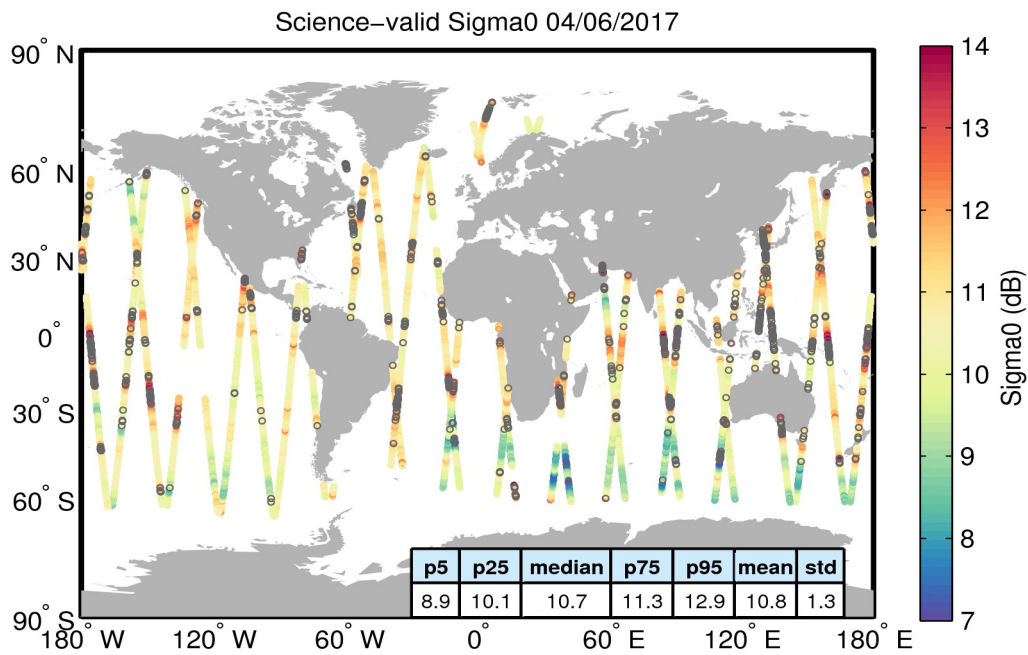 Science−valid Sigma0 04/06/2017
90° N
60° N
30° N
0°
30° S
60° S
90° S
180° W
120° W
60° W
0°
60° E
120° E
180° E
p5 p25 median p75 p95 mean std
8.9 10.1 10.7 11.3 12.9 10.8 1.3
14
13
12
11
10
9
8
7
Sigma0 (dB)